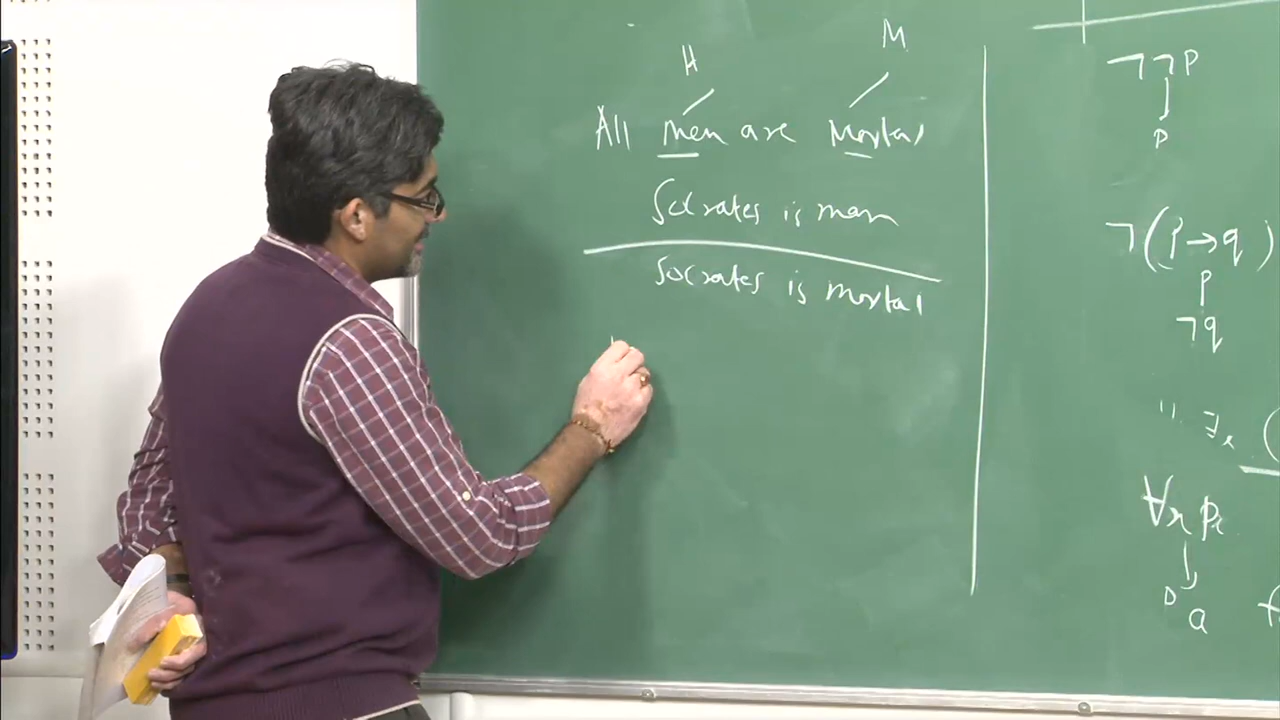 H M
All men are mortal
Socrates is man
Socrates is mortal
¬¬P
P
¬(P→q)
P
¬q
" ∃x (
∀x Px
a